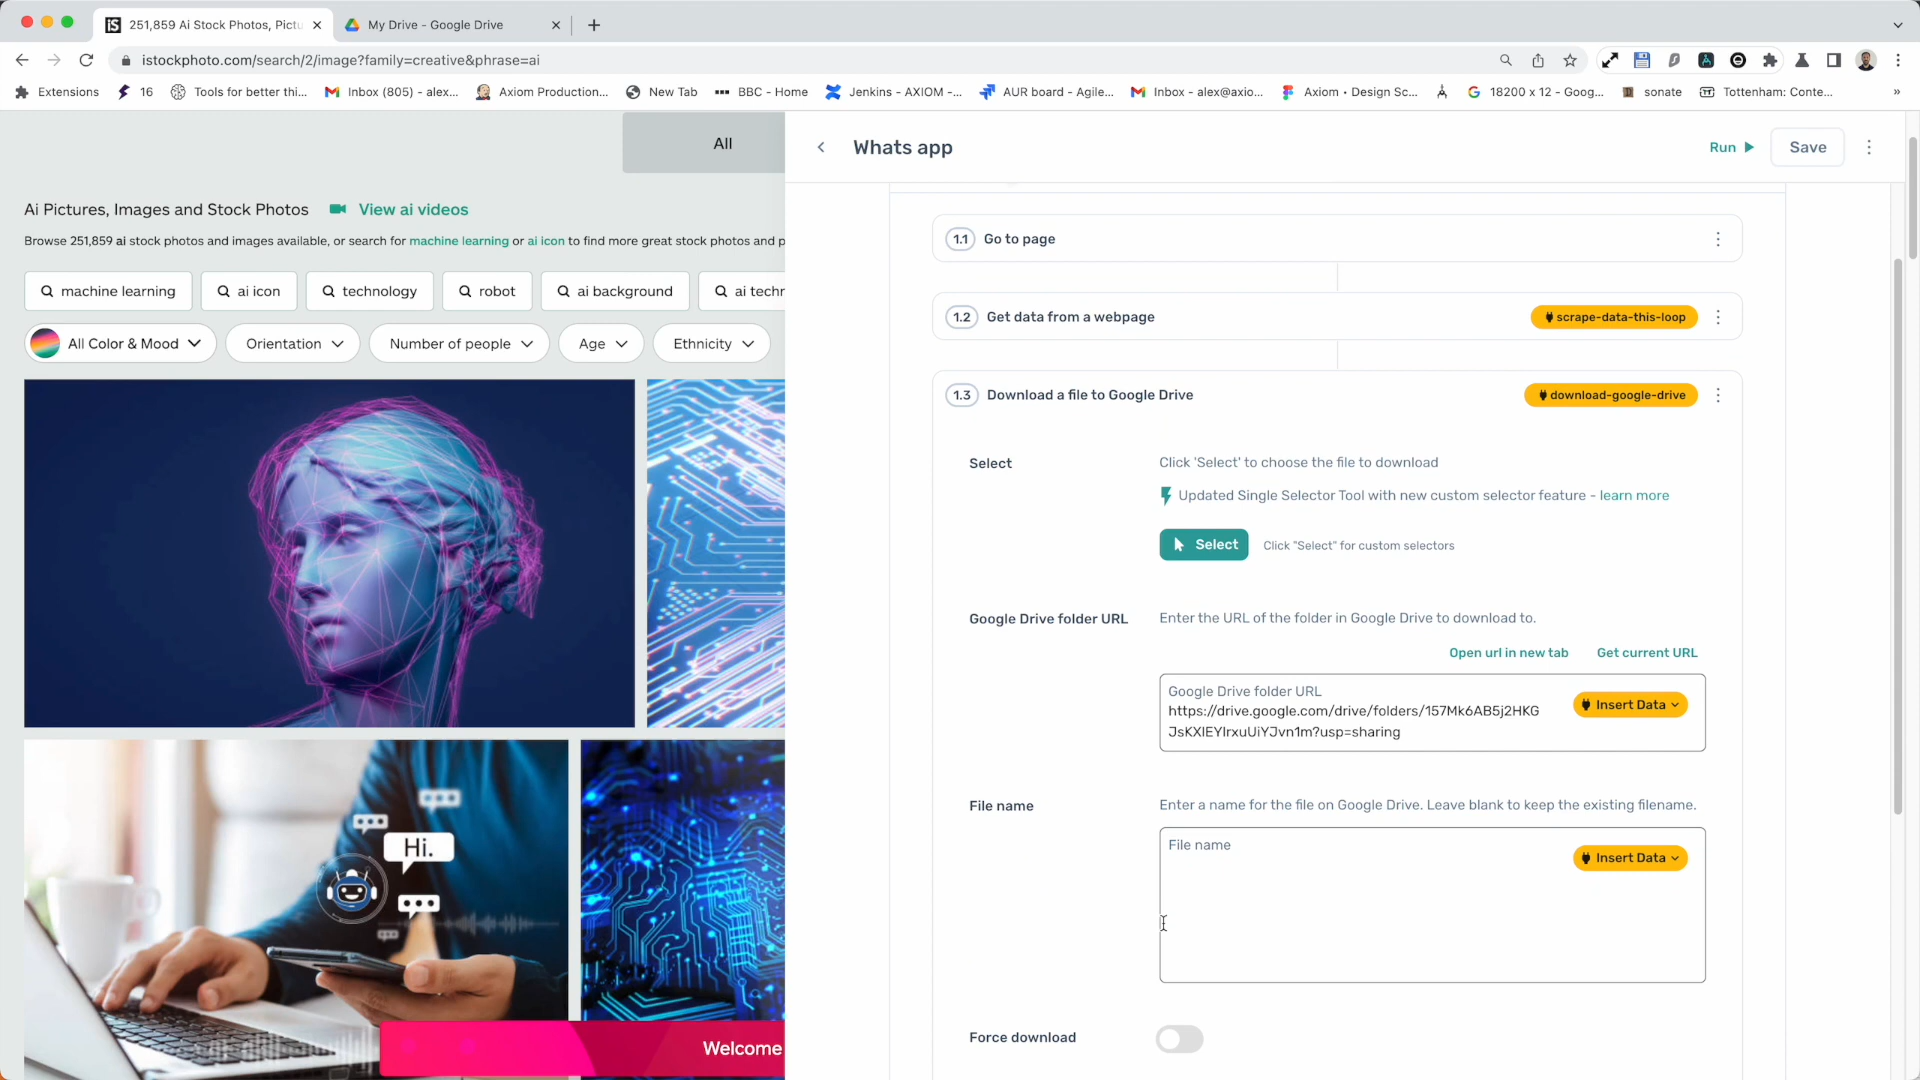 251,859 Ai Stock Photos, Pictu
My Drive - Google Drive
istockphoto.com/search/2/image?family=creative&phrase=ai
Extensions
16
Tools for better thi...
Inbox (805) - alex...
Axiom Production...
New Tab
BBC - Home
Jenkins - AXIOM -...
AUR board - Agile...
Inbox - alex@axio...
Axiom • Design Sc...
18200 x 12 - Goog...
sonate
Tottenham: Conte...
»
All
Ai Pictures, Images and Stock Photos
View ai videos
Browse 251,859 ai stock photos and images available, or search for machine learning or ai icon to find more great stock photos and p
machine learning
ai icon
technology
robot
ai background
ai techr
All Color & Mood
Orientation
Number of people
Age
Ethnicity
Hi.
Welcome
Whats app
Run
Save
1.1 Go to page
1.2 Get data from a webpage
scrape-data-this-loop
1.3 Download a file to Google Drive
download-google-drive
Select
Click 'Select' to choose the file to download
Updated Single Selector Tool with new custom selector feature - learn more
Select
Click "Select" for custom selectors
Google Drive folder URL
Enter the URL of the folder in Google Drive to download to.
Open url in new tab
Get current URL
Google Drive folder URL
https://drive.google.com/drive/folders/157Mk6AB5j2HKG
JsKXIEYIrxuUiYJvn1m?usp=sharing
Insert Data
File name
Enter a name for the file on Google Drive. Leave blank to keep the existing filename.
File name
Insert Data
Force download